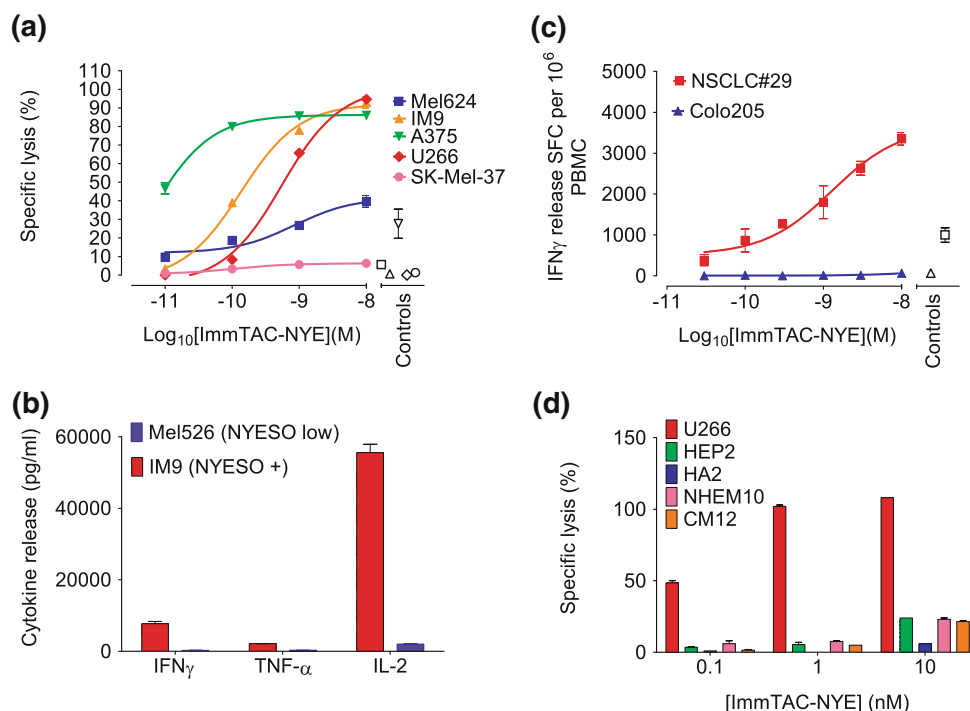 (a)
Specific lysis (%)
110
100
90
80
70
60
50
40
30
20
10
0
-11
-10
-9
-8
Log10[ImmTAC-NYE](M)
Controls
Mel624
IM9
A375
U266
SK-Mel-37
(c)
IFNγ release SFC per 10^6
PBMC
5000
4000
3000
2000
1000
0
-11
-10
-9
-8
Log10[ImmTAC-NYE](M)
Controls
NSCLC#29
Colo205
(b)
Cytokine release (pg/ml)
60000
40000
20000
0
Mel526 (NYESO low)
IM9 (NYESO +)
IFNγ
TNF-α
IL-2
(d)
Specific lysis (%)
150
100
50
0
U266
HEP2
HA2
NHEM10
CM12
0.1
1
10
[ImmTAC-NYE] (nM)